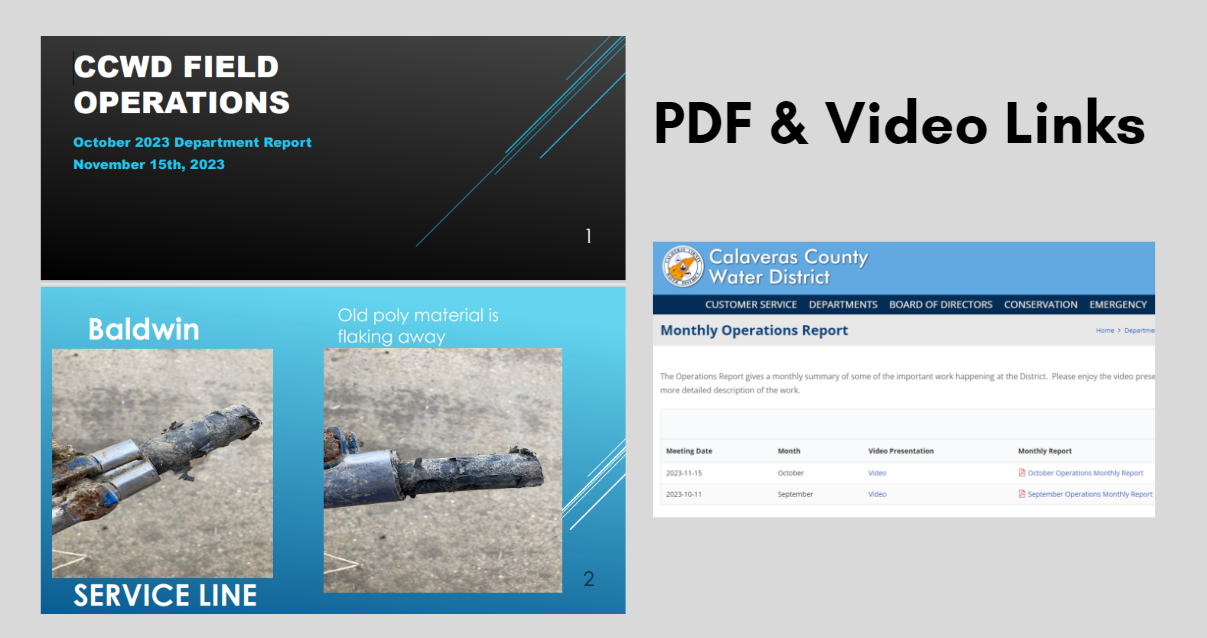 CCWD FIELD
OPERATIONS
October 2023 Department Report
November 15th, 2023
1
Baldwin
Old poly material is
flaking away
SERVICE LINE
2
PDF & Video Links
Calaveras County
Water District
CUSTOMER SERVICE DEPARTMENTS BOARD OF DIRECTORS CONSERVATION EMERGENCY
Monthly Operations Report
Home > Departme
The Operations Report gives a monthly summary of some of the important work happening at the District. Please enjoy the video prese
more detailed description of the work.
Meeting Date Month Video Presentation Monthly Report
2023-11-15 October Video October Operations Monthly Report
2023-10-11 September Video September Operations Monthly Report